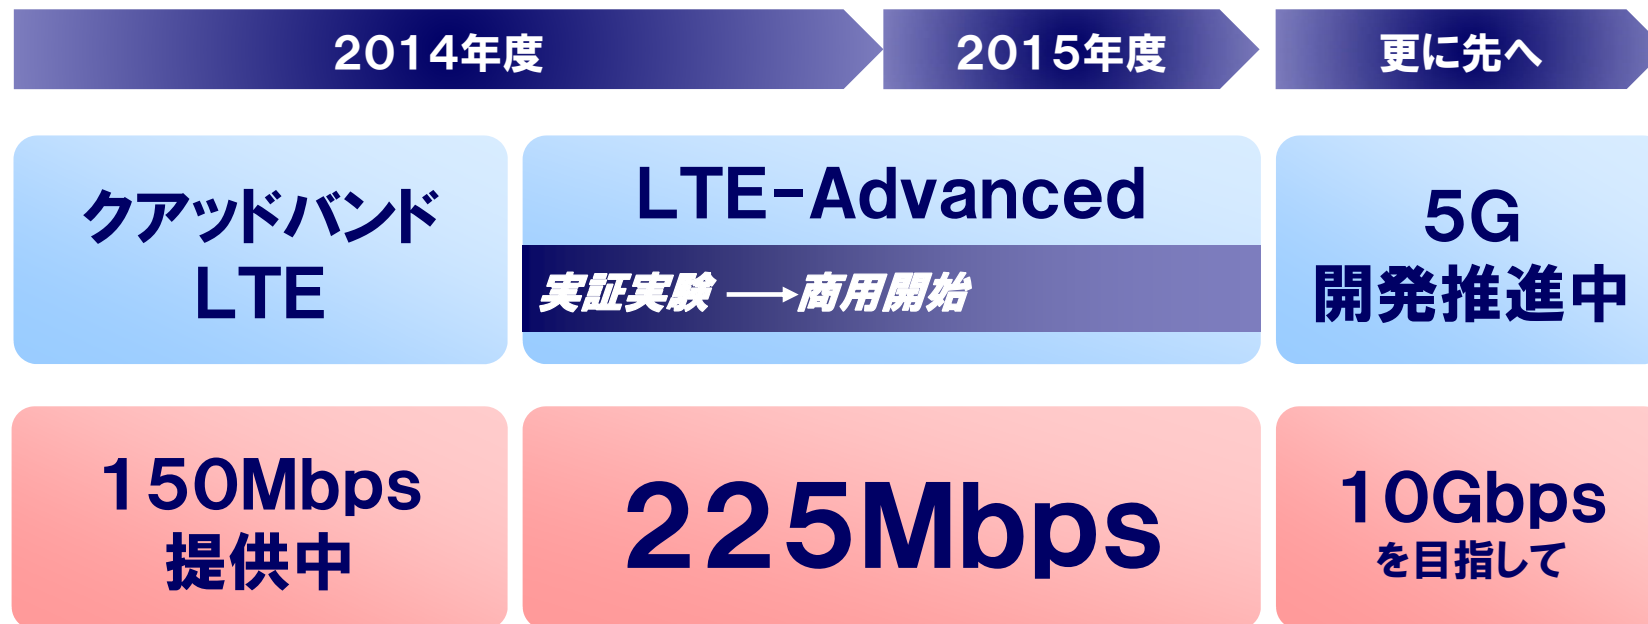 2014年度
2015年度
更に先へ
クアッドバンド
LTE
LTE-Advanced
実証実験 →商用開始
5G
開発推進中
150Mbps
提供中
225Mbps
10Gbps
を目指して